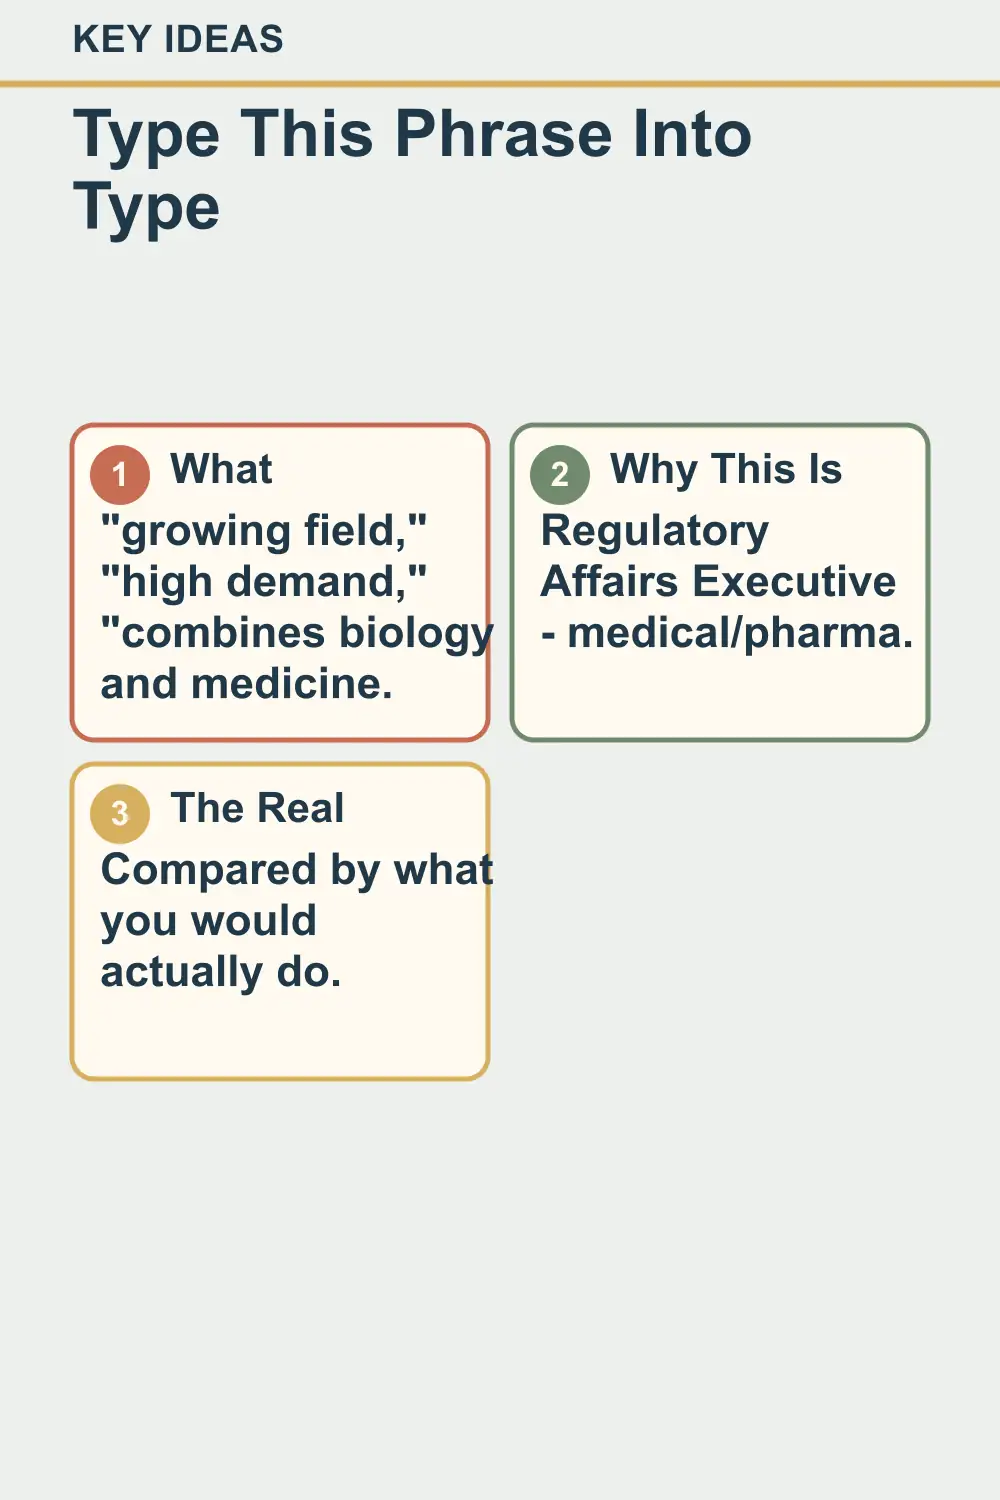 KEY IDEAS
Type This Phrase Into
Type
1 What
"growing field,"
"high demand,"
"combines biology
and medicine.
2 Why This Is
Regulatory
Affairs Executive
- medical/pharma.
3 The Real
Compared by what
you would
actually do.